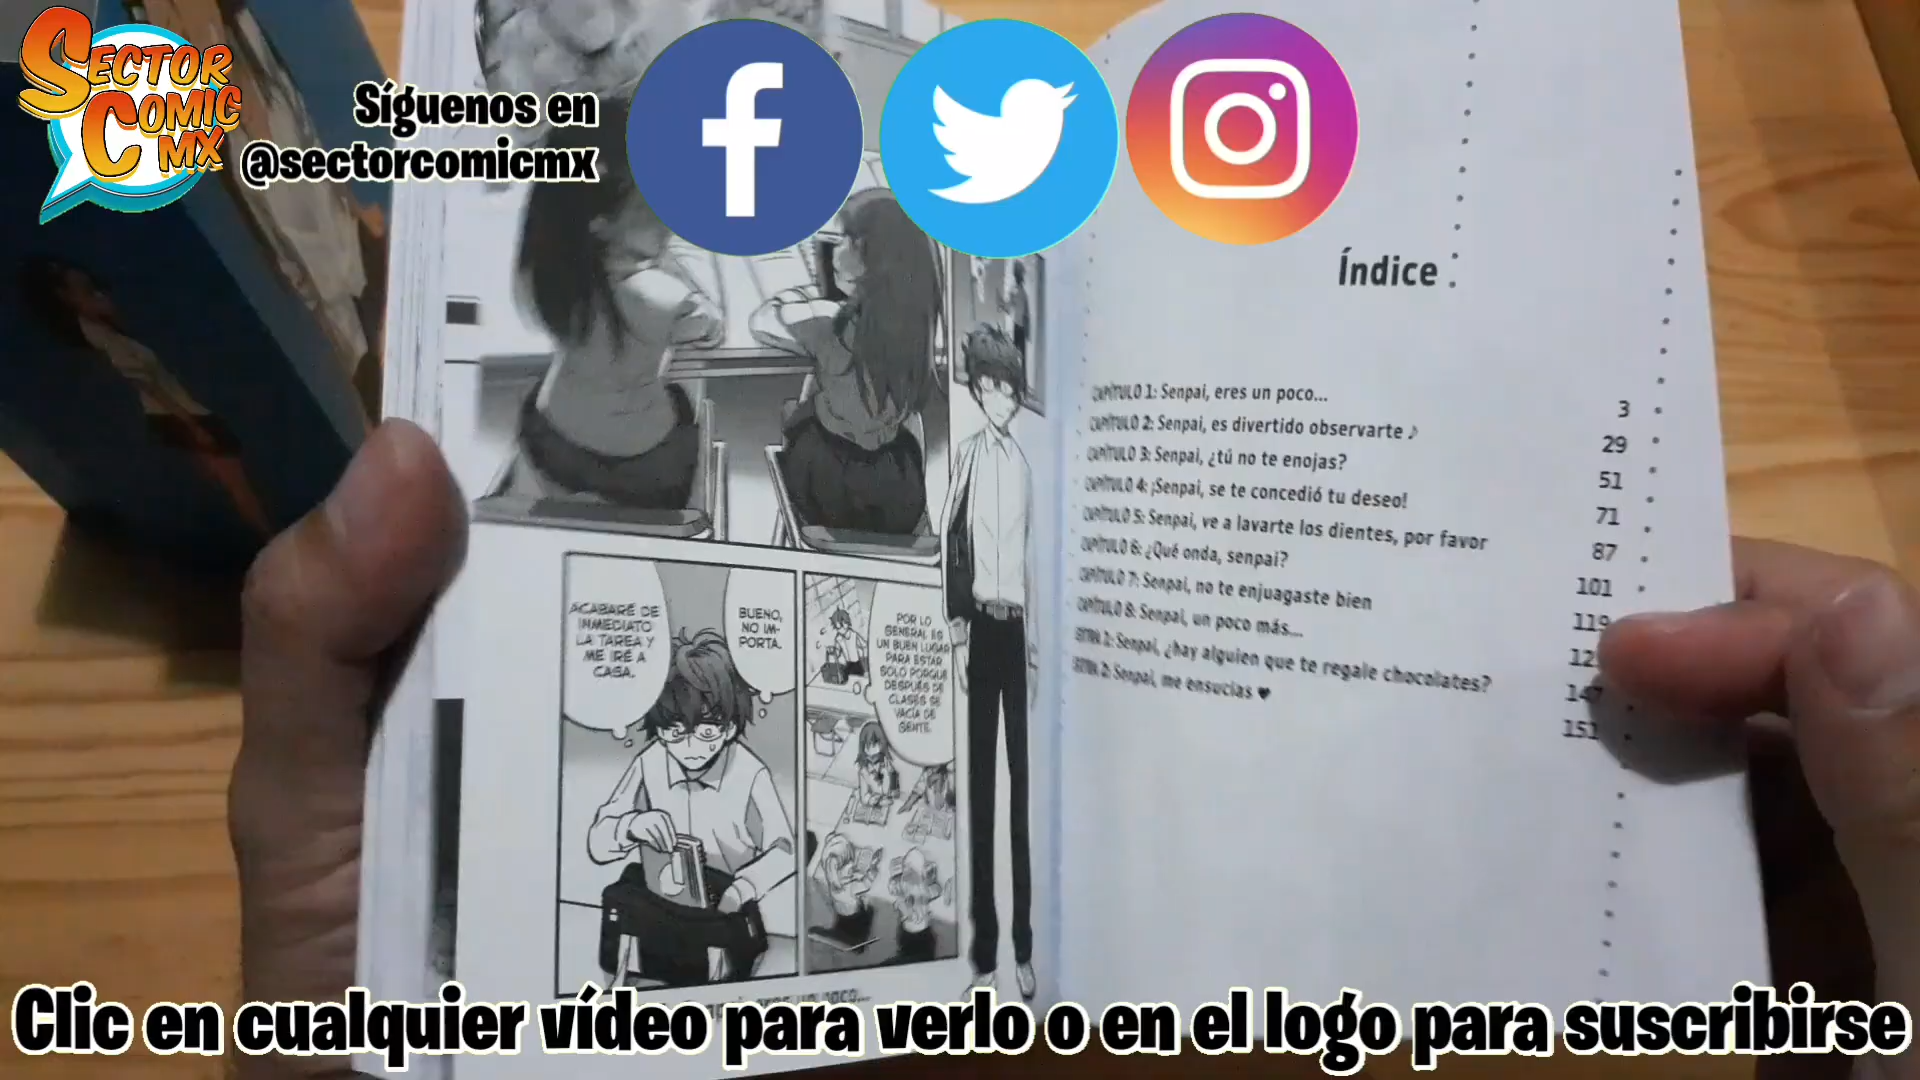 SECTOR
COMIC
MX
Síguenos en
@sectorcomicmx
Índice
CAPÍTULO 1: Senpai, eres un poco... 3
CAPÍTULO 2: Senpai, es divertido observarte ♪ 29
CAPÍTULO 3: Senpai, ¿tú no te enojas? 51
CAPÍTULO 4: ¡Senpai, se te concedió tu deseo! 71
CAPÍTULO 5: Senpai, ve a lavarte los dientes, por favor 87
CAPÍTULO 6: ¿Qué onda, senpai? 101
CAPÍTULO 7: Senpai, no te enjuagaste bien 119
CAPÍTULO 8: Senpai, un poco más...
EXTRA 1: Senpai, ¿hay alguien que te regale chocolates? 147
EXTRA 2: Senpai, me ensucias ♥ 151
POR LO
GENERAL ES
UN BUEN LUGAR
PARA ESTAR
SOLO PORQUE
DESPUÉS DE
CLASES SE
VACÍA DE
GENTE.
BUENO,
NO IM-
PORTA.
ACABARÉ DE
INMEDIATO
LA TAREA Y
ME IRÉ A
CASA.
Clic en cualquier vídeo para verlo o en el logo para suscribirse